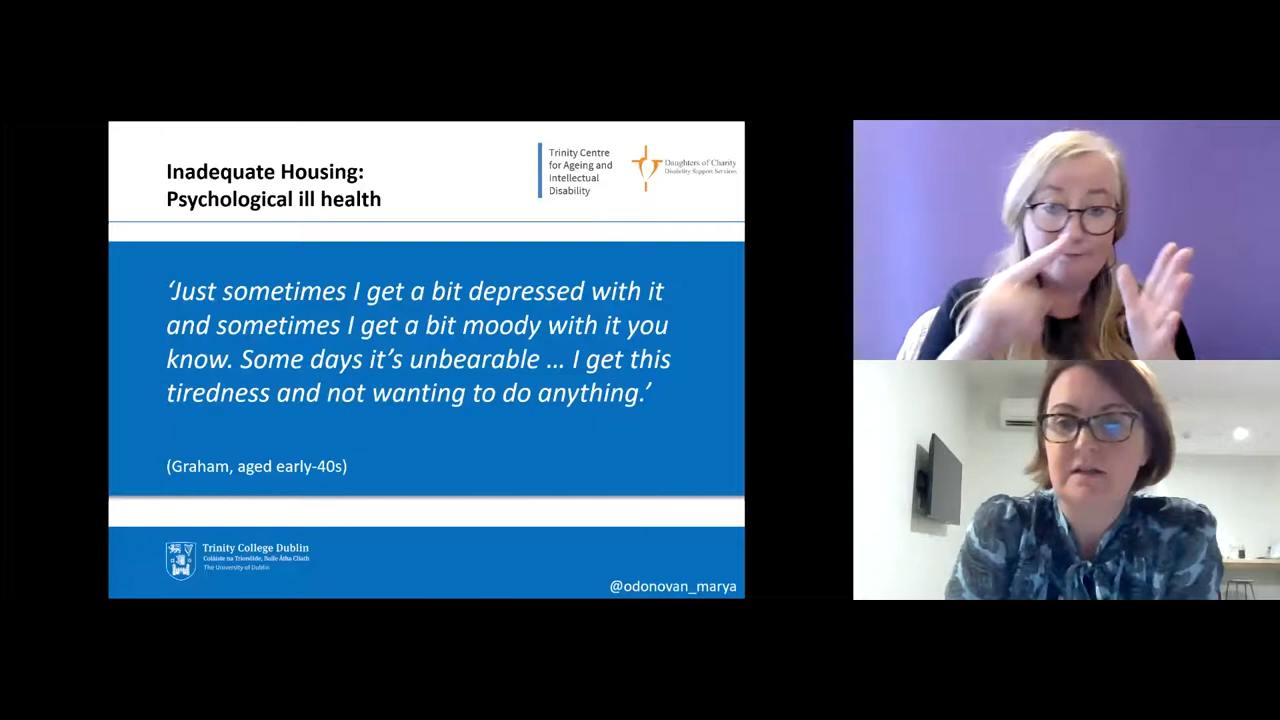 Inadequate Housing:
Psychological ill health
Trinity Centre
for Ageing and
Intellectual
Disability
Daughters of Charity
Disability Support Services
‘Just sometimes I get a bit depressed with it
and sometimes I get a bit moody with it you
know. Some days it’s unbearable … I get this
tiredness and not wanting to do anything.’
(Graham, aged early-40s)
Trinity College Dublin
Coláiste na Tríonóide, Baile Átha Cliath
The University of Dublin
@odonovan_marya